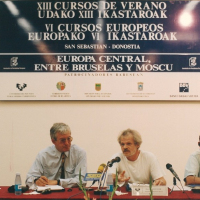 XIII CURSOS DE VERANO
UDAKO XIII IKASTAROAK
VI CURSOS EUROPEOS
EUROPAKO VI IKASTAROAK
SAN SEBASTIAN - DONOSTIA
EUROPA CENTRAL,
ENTRE BRUSELAS Y MOSCU